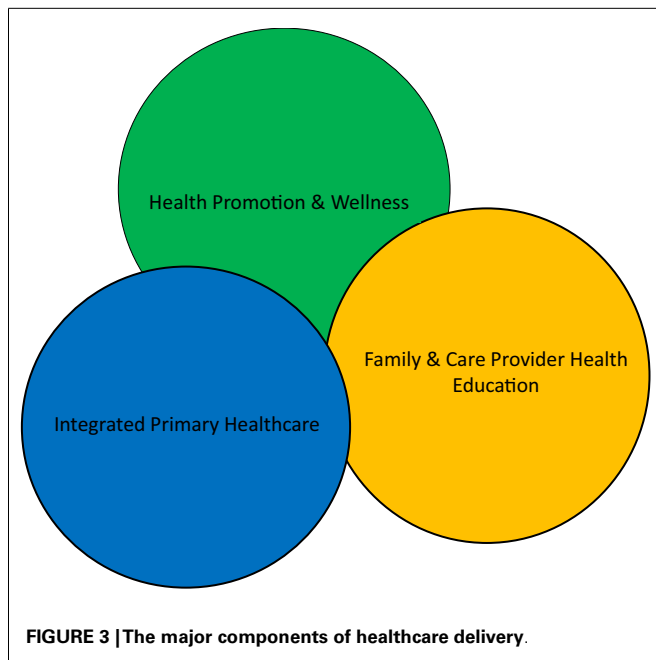 Health Promotion & Wellness
Family & Care Provider Health
Education
Integrated Primary Healthcare
FIGURE 3 | The major components of healthcare delivery.